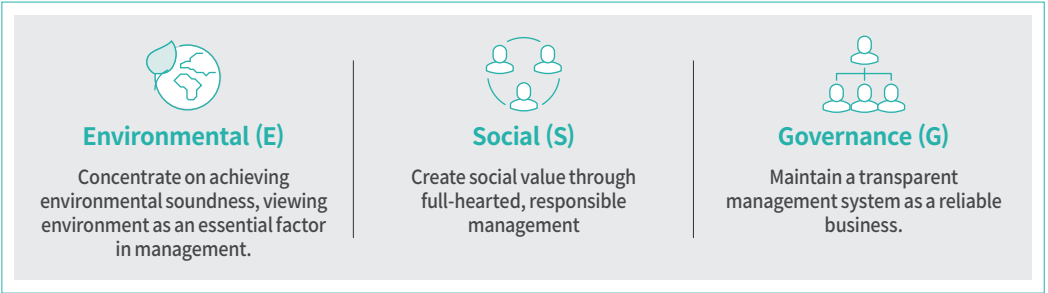 Environmental (E)
Concentrate on achieving
environmental soundness, viewing
environment as an essential factor
in management.
Social (S)
Create social value through
full-hearted, responsible
management
Governance (G)
Maintain a transparent
management system as a reliable
business.